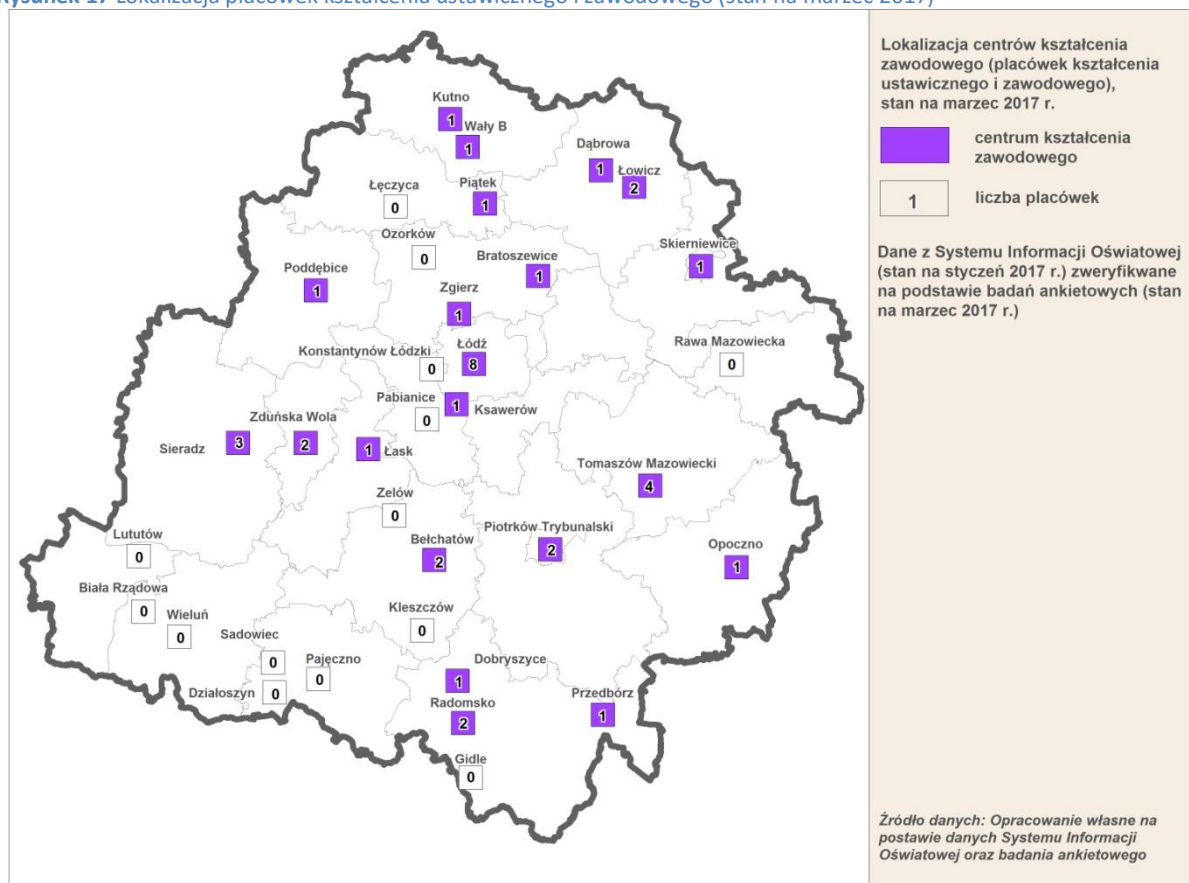 Rysunek 17 Lokalizacja placówek kształcenia ustawicznego i zawodowego (stan na marzec 2017)
Lokalizacja centrów kształcenia
zawodowego (placówek kształcenia
ustawicznego i zawodowego),
stan na marzec 2017 r.
centrum kształcenia
zawodowego
1
liczba placówek
Dane z Systemu Informacji Oświatowej
(stan na styczeń 2017 r.) zweryfikwane
na podstawie badań ankietowych (stan
na marzec 2017 r.)
Kutno
1
Wały B
1
Dąbrowa
1
Łowicz
2
Łęczyca
0
Piątek
1
Ozorków
0
Bratoszewice
1
Skierniewice
1
Poddębice
1
Zgierz
1
Konstantynów Łódzki
0
Łódź
8
Rawa Mazowiecka
0
Pabianice
0
1
Ksawerów
Sieradz
3
Zduńska Wola
2
1
Łask
Tomaszów Mazowiecki
4
Zelów
0
Bełchatów
2
Piotrków Trybunalski
2
Opoczno
1
Lututów
0
Biała Rządowa
0
Wieluń
0
Kleszczów
0
Sadowiec
0
Pajęczno
0
Działoszyn
0
Dobryszyce
1
Radomsko
2
Przedbórz
1
Gidle
0
Źródło danych: Opracowanie własne na
postawie danych Systemu Informacji
Oświatowej oraz badania ankietowego